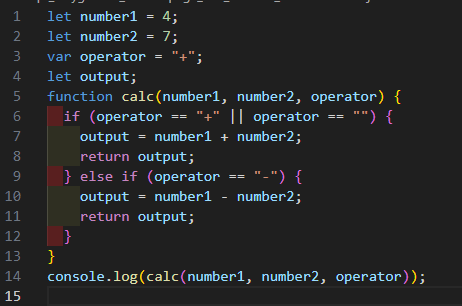 1 let number1 = 4;
2 let number2 = 7;
3 var operator = "+";
4 let output;
5 function calc(number1, number2, operator) {
6   if (operator == "+" || operator == "") {
7     output = number1 + number2;
8     return output;
9   } else if (operator == "-") {
10     output = number1 - number2;
11     return output;
12   }
13 }
14 console.log(calc(number1, number2, operator));
15